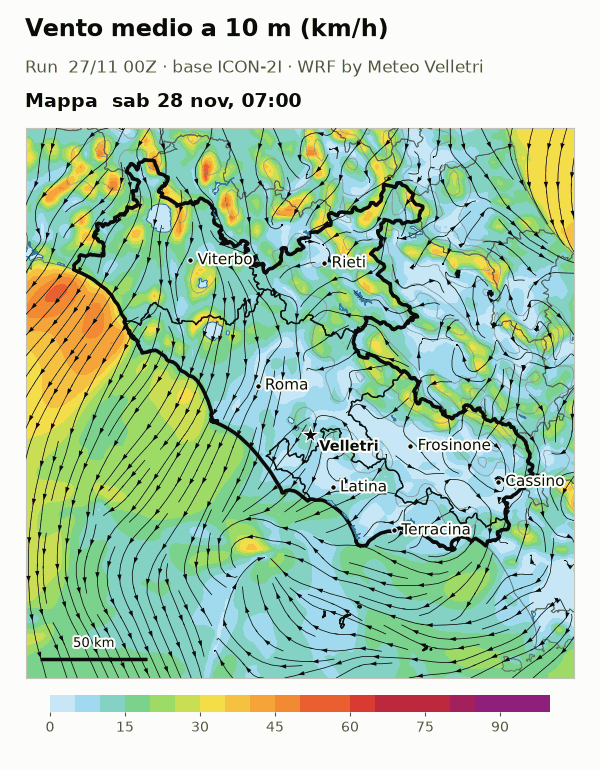 Vento medio a 10 m (km/h)
Run  27/11 00Z · base ICON-2I · WRF by Meteo Velletri
Mappa  sab 28 nov, 07:00
Viterbo
Rieti
Roma
Velletri
Frosinone
Latina
Cassino
Terracina
50 km
0 15 30 45 60 75 90